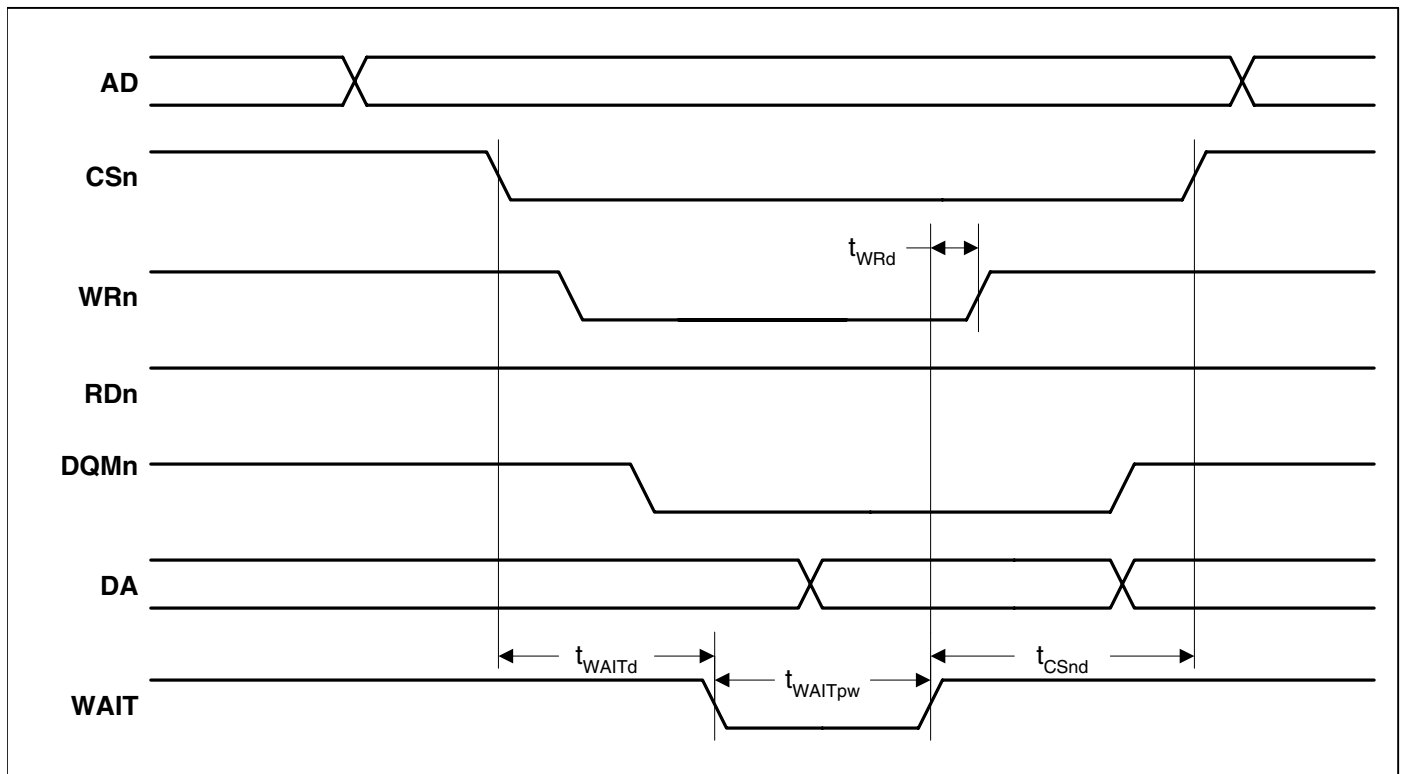 AD
CSn
tWRd
WRn
RDn
DQMn
DA
tWAITd
tCSnd
tWAITpw
WAIT